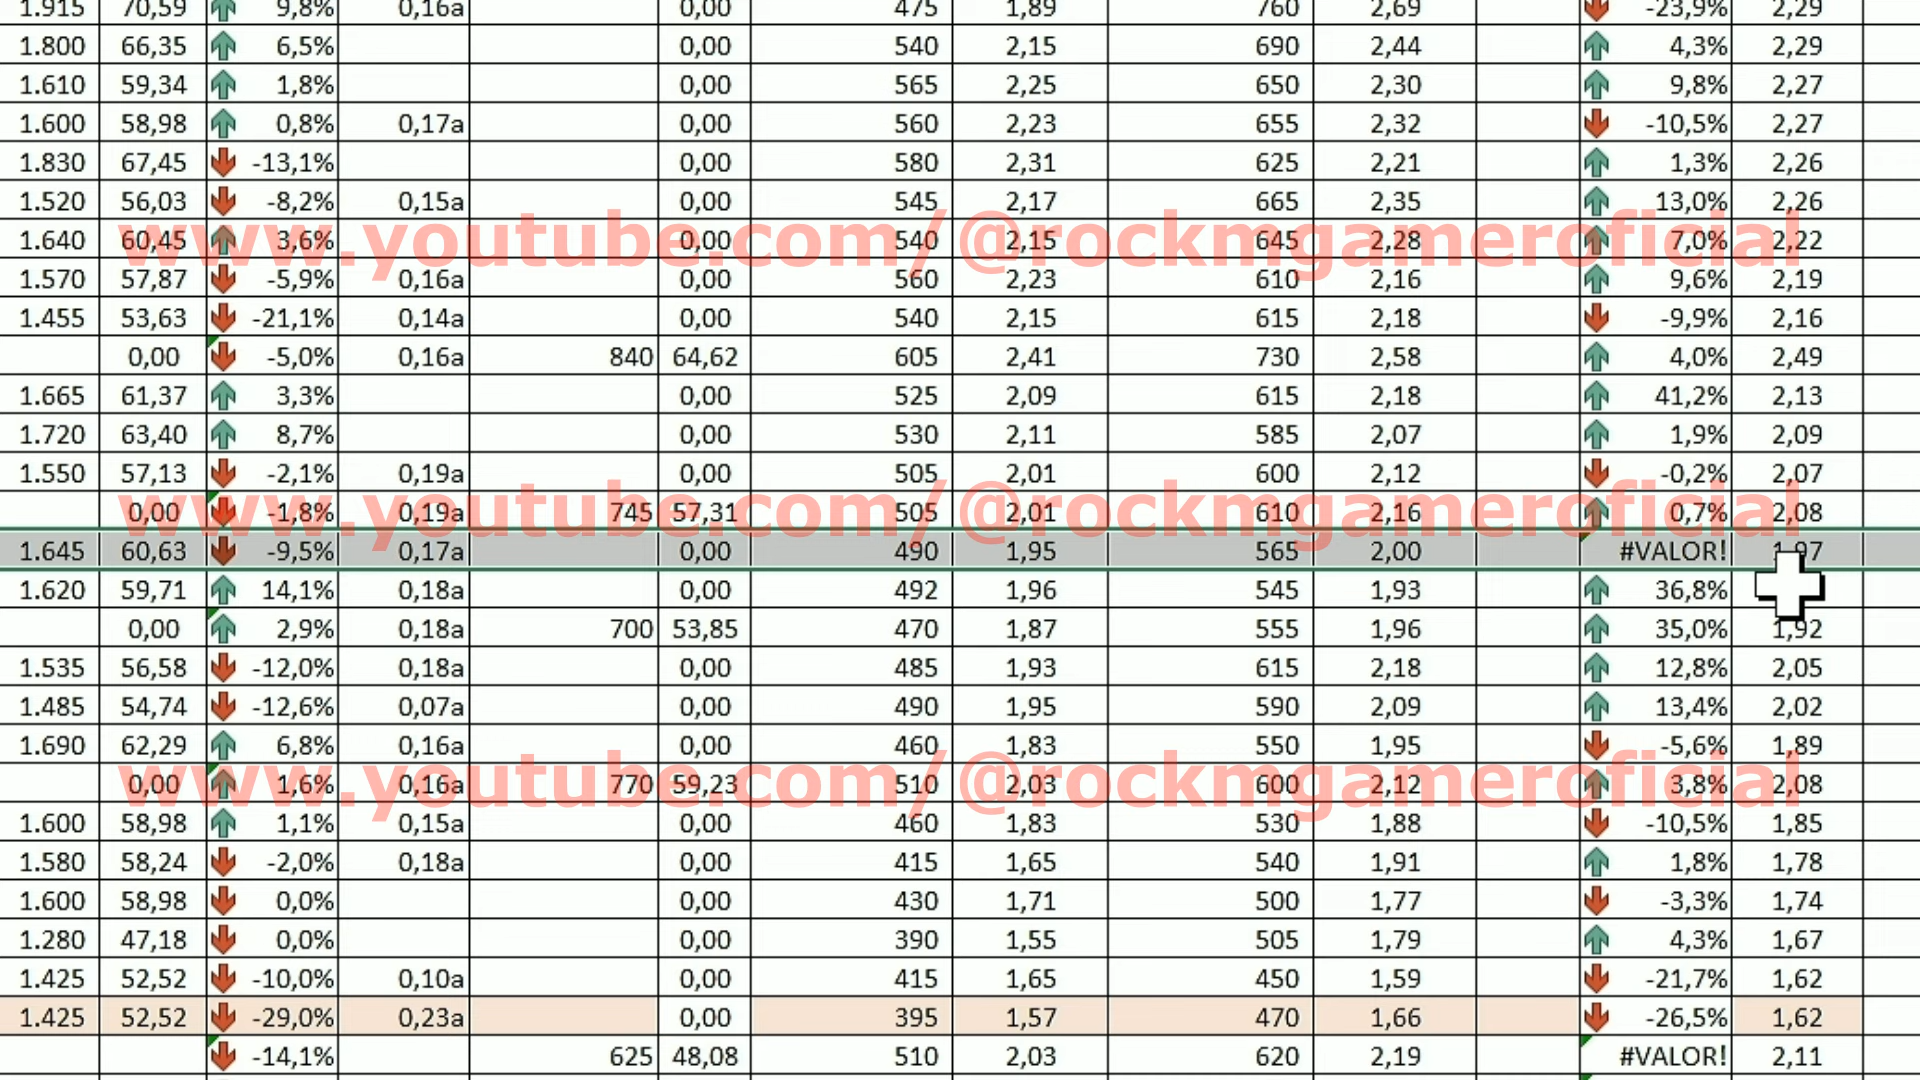 1.915 70,59 9,8% 0,16a 0,00 475 1,89 760 2,69 -23,9% 2,29
1.800 66,35 6,5% 0,00 540 2,15 690 2,44 4,3% 2,29
1.610 59,34 1,8% 0,00 565 2,25 650 2,30 9,8% 2,27
1.600 58,98 0,8% 0,17a 0,00 560 2,23 655 2,32 -10,5% 2,27
1.830 67,45 -13,1% 0,00 580 2,31 625 2,21 1,3% 2,26
1.520 56,03 -8,2% 0,15a 0,00 545 2,17 665 2,35 13,0% 2,26
www.youtube.com/@rockmgameroficial
1.640 60,45 3,6% 0,00 540 2,15 645 2,28 7,0% 2,22
1.570 57,87 -5,9% 0,16a 0,00 560 2,23 610 2,16 9,6% 2,19
1.455 53,63 -21,1% 0,14a 0,00 540 2,15 615 2,18 -9,9% 2,16
0,00 -5,0% 0,16a 840 64,62 605 2,41 730 2,58 4,0% 2,49
1.665 61,37 3,3% 0,00 525 2,09 615 2,18 41,2% 2,13
1.720 63,40 8,7% 0,00 530 2,11 585 2,07 1,9% 2,09
1.550 57,13 -2,1% 0,19a 0,00 505 2,01 600 2,12 -0,2% 2,07
www.youtube.com/@rockmgameroficial
0,00 -1,8% 0,19a 745 57,31 505 2,01 610 2,16 0,7% 2,08
1.645 60,63 -9,5% 0,17a 0,00 490 1,95 565 2,00 #VALOR! 1,97
1.620 59,71 14,1% 0,18a 0,00 492 1,96 545 1,93 36,8%
0,00 2,9% 0,18a 700 53,85 470 1,87 555 1,96 35,0% 1,92
1.535 56,58 -12,0% 0,18a 0,00 485 1,93 615 2,18 12,8% 2,05
1.485 54,74 -12,6% 0,07a 0,00 490 1,95 590 2,09 13,4% 2,02
1.690 62,29 6,8% 0,16a 0,00 460 1,83 550 1,95 -5,6% 1,89
www.youtube.com/@rockmgameroficial
0,00 1,6% 0,16a 770 59,23 510 2,03 600 2,12 3,8% 2,08
1.600 58,98 1,1% 0,15a 0,00 460 1,83 530 1,88 -10,5% 1,85
1.580 58,24 -2,0% 0,18a 0,00 415 1,65 540 1,91 1,8% 1,78
1.600 58,98 0,0% 0,00 430 1,71 500 1,77 -3,3% 1,74
1.280 47,18 0,0% 0,00 390 1,55 505 1,79 4,3% 1,67
1.425 52,52 -10,0% 0,10a 0,00 415 1,65 450 1,59 -21,7% 1,62
1.425 52,52 -29,0% 0,23a 0,00 395 1,57 470 1,66 -26,5% 1,62
-14,1% 625 48,08 510 2,03 620 2,19 #VALOR! 2,11